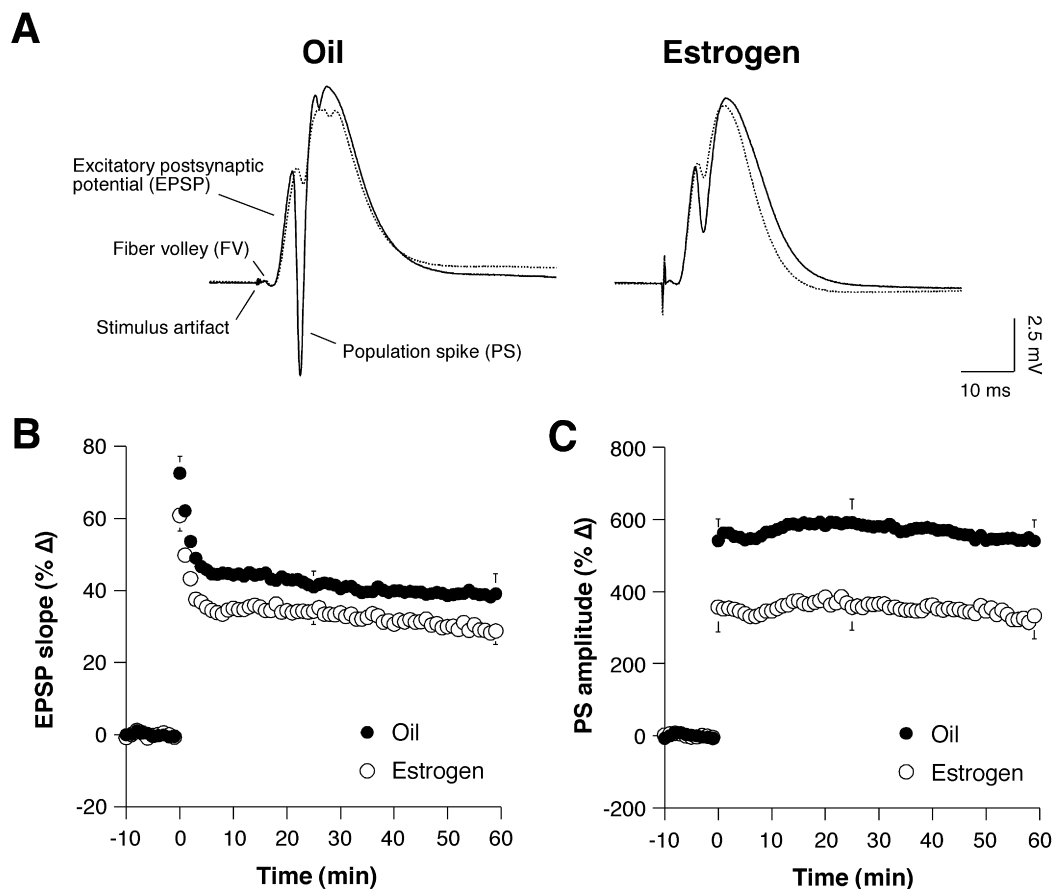 A
Oil
Estrogen
Excitatory postsynaptic
potential (EPSP)
Fiber volley (FV)
Stimulus artifact
Population spike (PS)
2.5 mV
10 ms
B
EPSP slope (% Δ)
80
60
40
20
0
-20
-10
0
10
20
30
40
50
60
Time (min)
Oil
Estrogen
C
PS amplitude (% Δ)
800
600
400
200
0
-200
-10
0
10
20
30
40
50
60
Time (min)
Oil
Estrogen